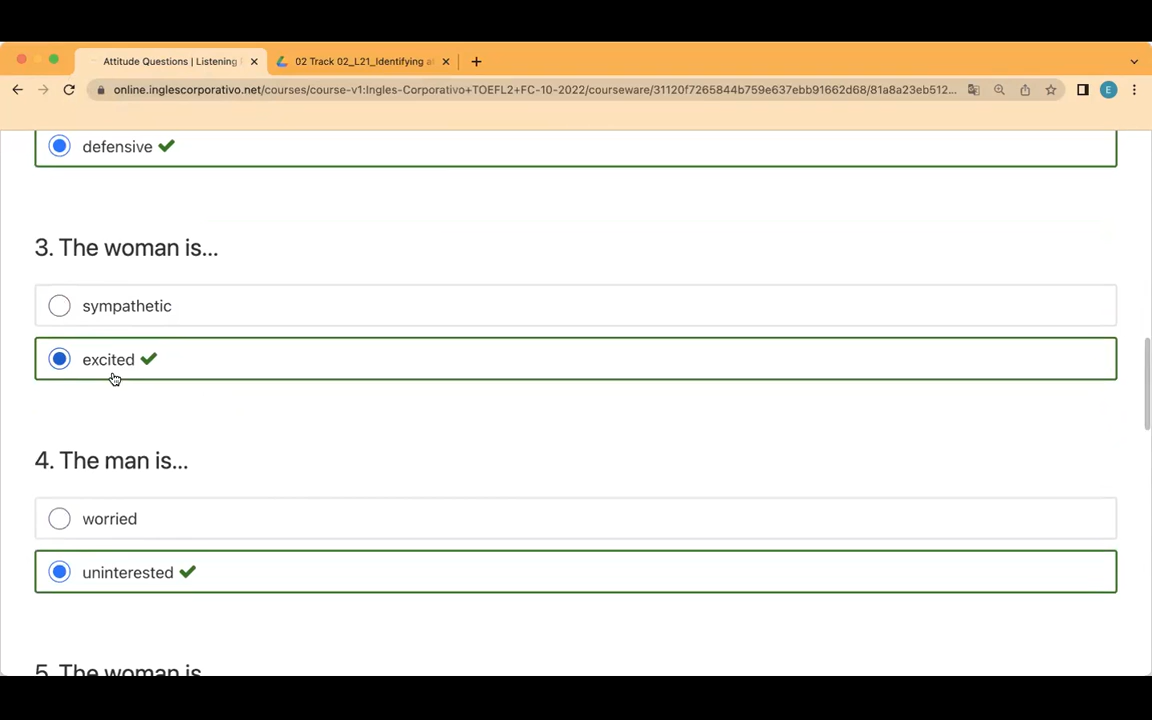 Attitude Questions | Listening
02 Track 02_L21_Identifying a
online.inglescorporativo.net/courses/course-v1:Ingles-Corporativo+TOEFL2+FC-10-2022/courseware/31120f7265844b759e637ebb91662d68/81a8a23eb512...
E
defensive
3. The woman is...
sympathetic
excited
4. The man is...
worried
uninterested
5. The woman is